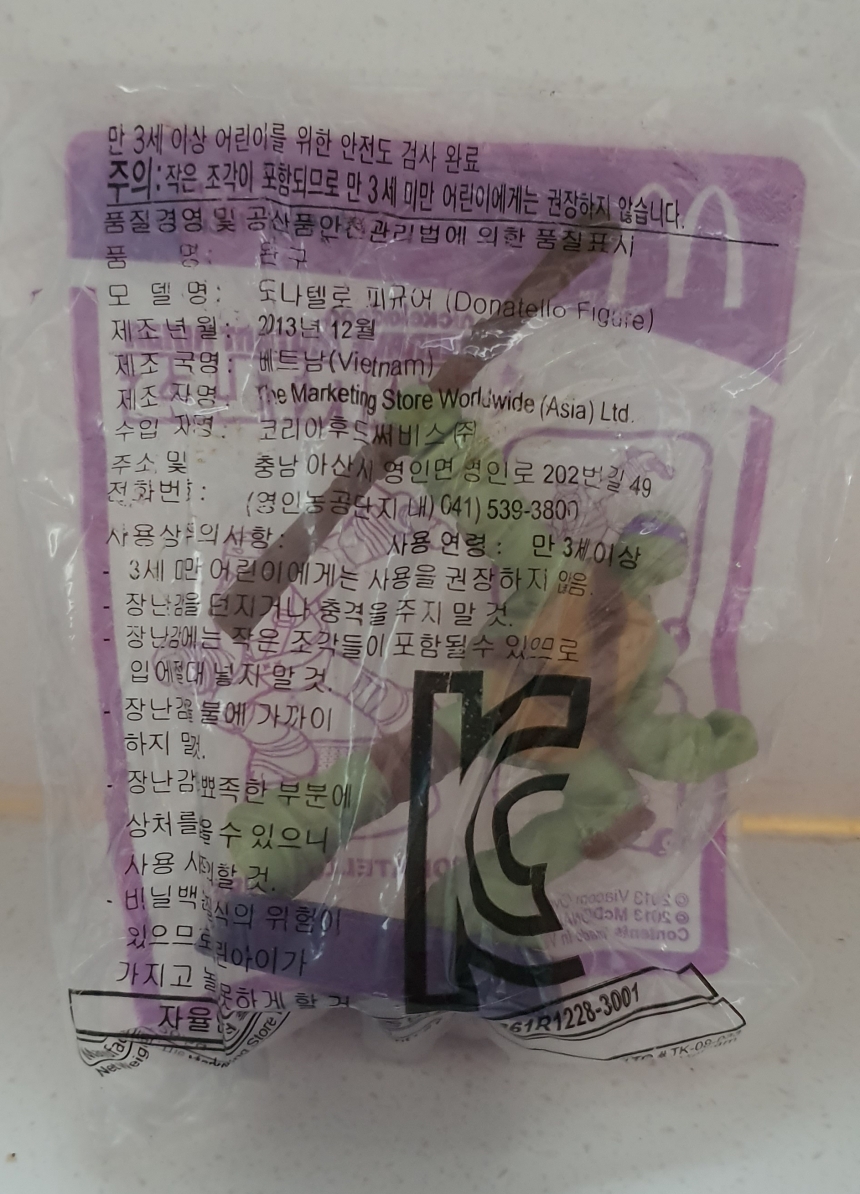 만 3세 이상 어린이를 위한 안전도 검사 완료
주의:작은 조각이 포함되므로 만 3세 미만 어린이에게는 권장하지 않습니다.
품질경영 및 공산품안전관리법에 의한 품질표시
품 명: 완구
모 델 명: 도나텔로 피규어 (Donatello Figure)
제조년월: 2013년 12월
제조 국명: 베트남(Vietnam)
제조 자명: The Marketing Store Worldwide (Asia) Ltd.
수입 자명: 코리아후드써비스㈜
주소 및 충남 아산시 영인면 영인로 202번길 49
전화번호: (영인농공단지 내) 041) 539-3800
사용상주의사항: 사용 연령: 만 3세이상
- 3세 미만 어린이에게는 사용을 권장하지 않음.
- 장난감을 던지거나 충격을주지 말 것.
- 장난감에는 작은 조각들이 포함될수 있으므로
입에 절대 넣지 말 것.
- 장난감 불에 가까이
하지 말것.
- 장난감 뾰족한 부분에
상처를 수 있으니
사용 할 것.
- 비닐백 질식의 위험이
있으므로 어린아이가
가지고 놀지 못하게 할 것
자율
61R1228-3001
The Marketing Store
© 2013 Viacom
© 2013 McDonald
Contents Made in